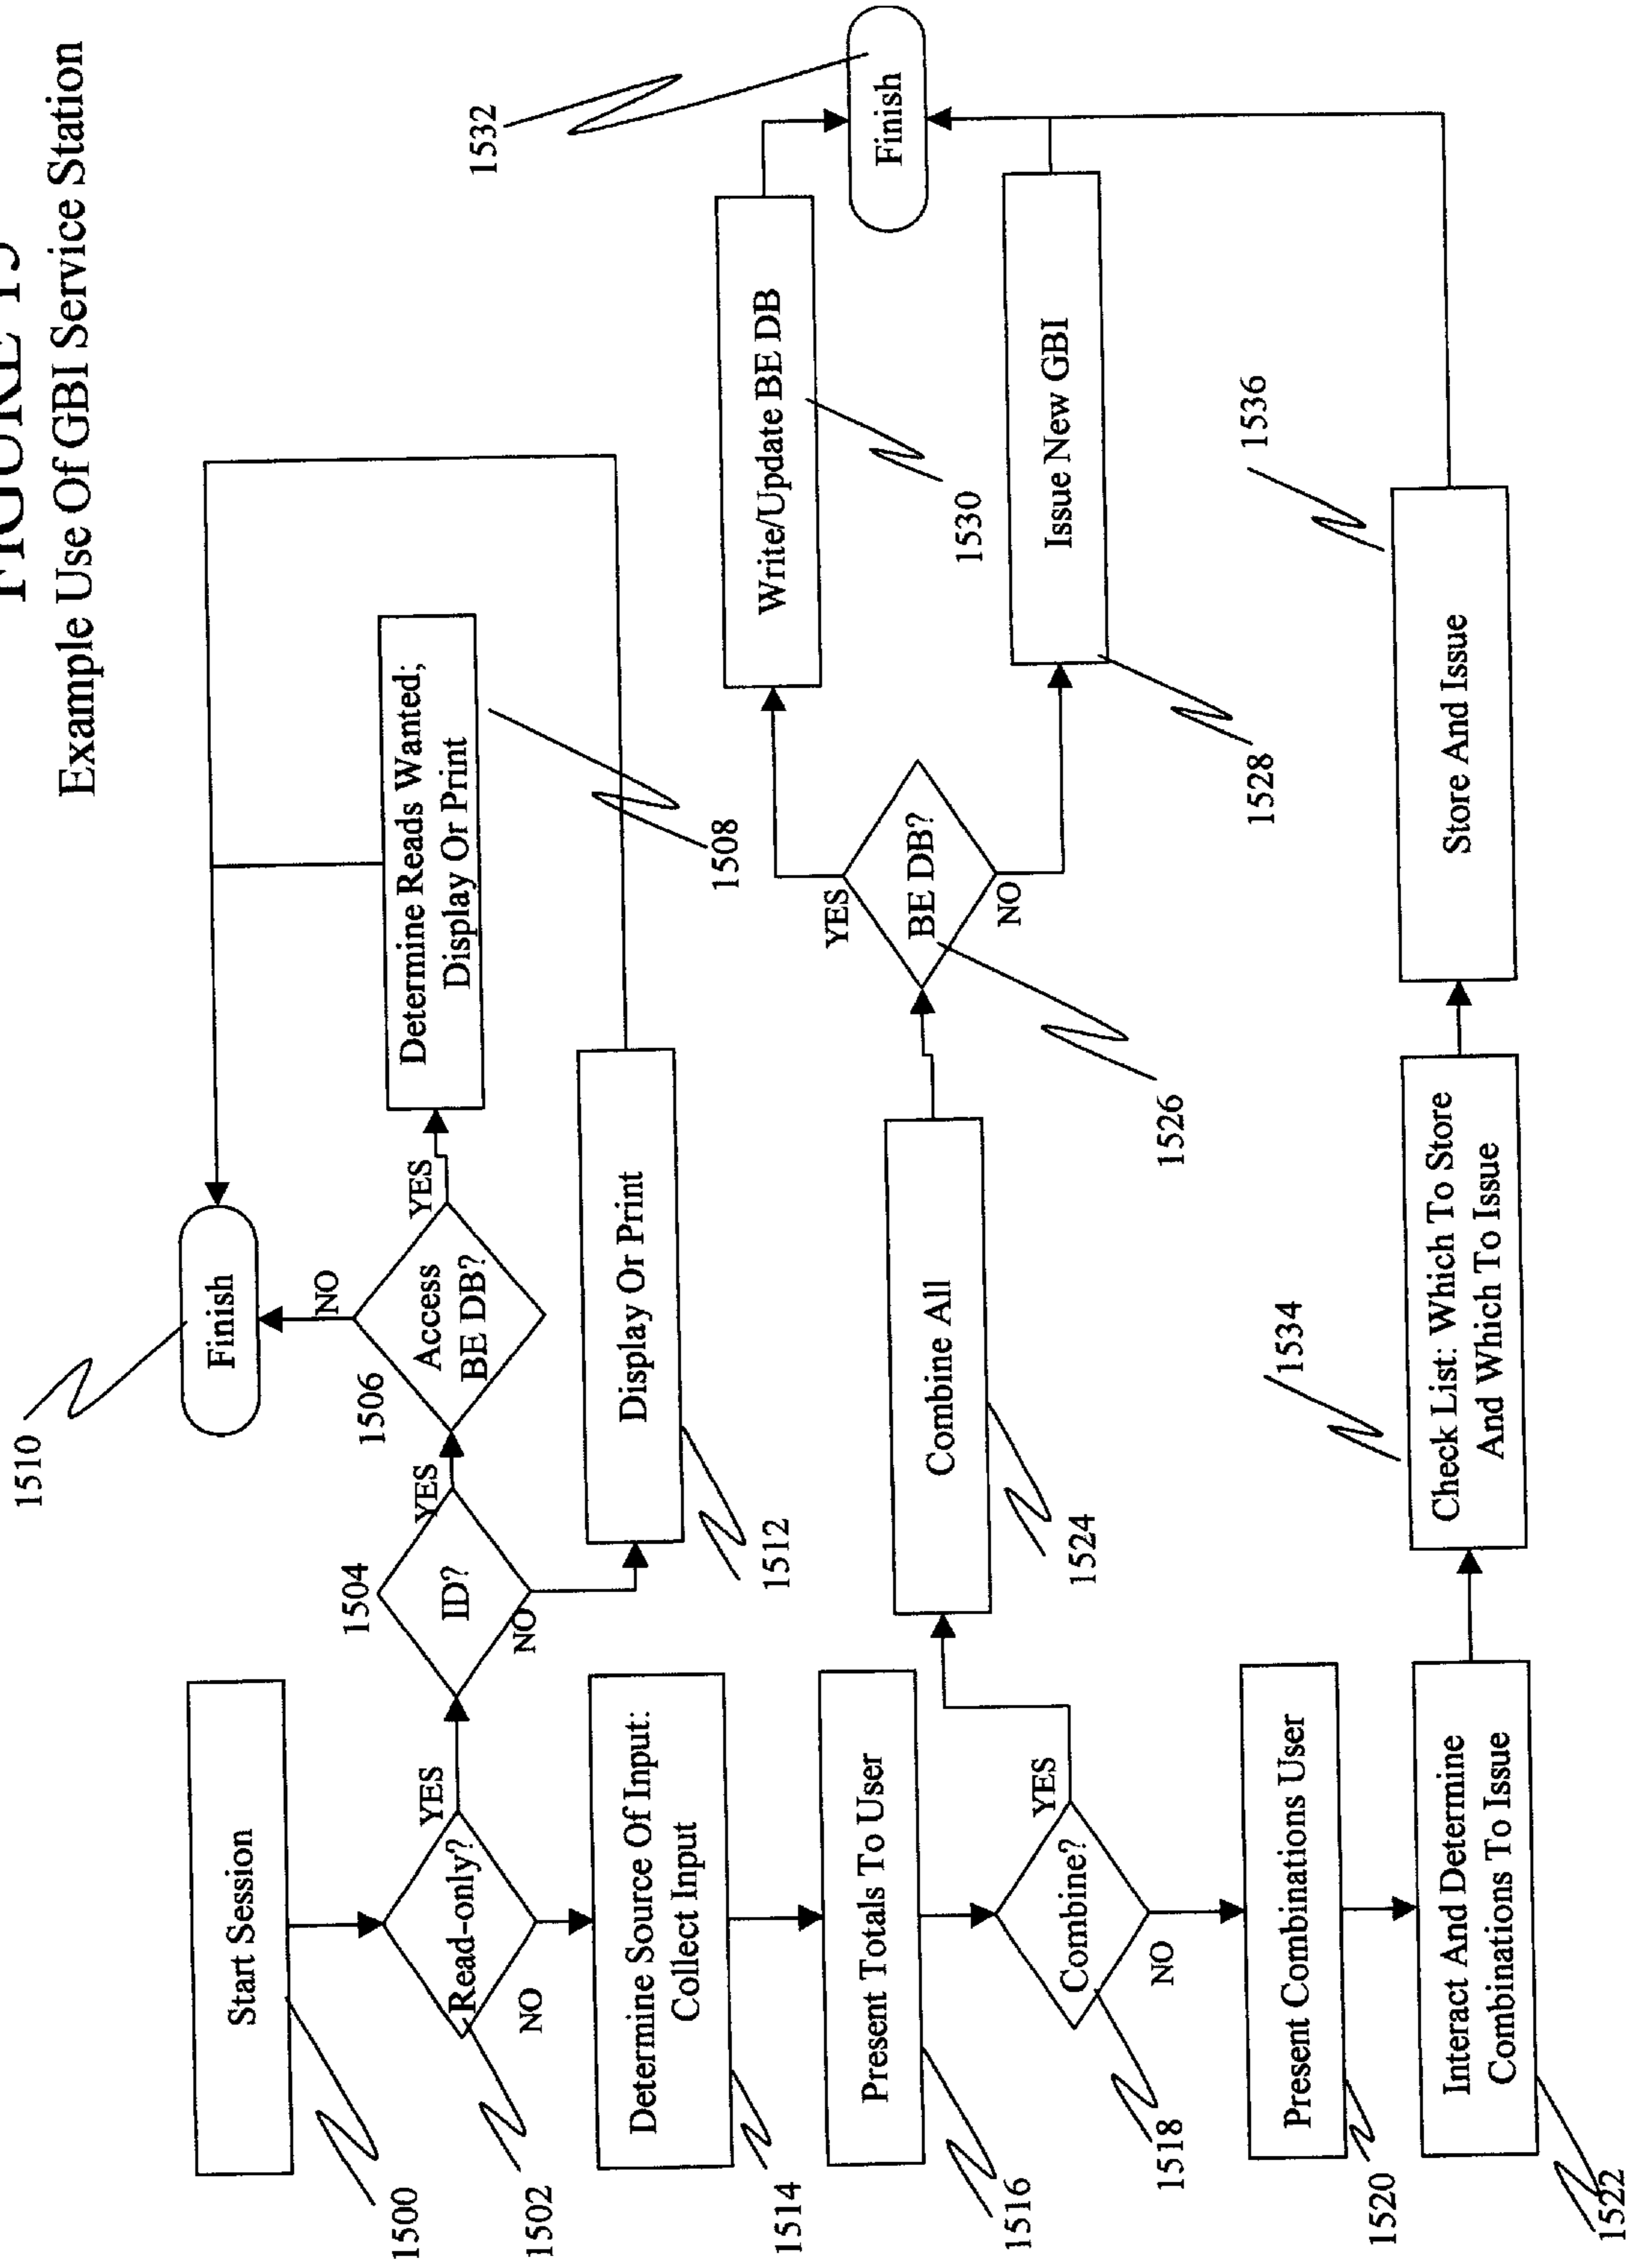 FIGURE 15
Example Use Of GBI Service Station
1500
Start Session
1502
Read-only?
YES
NO
1504
ID?
YES
NO
1506
Access
BE DB?
YES
NO
1510
Finish
Determine Reads Wanted;
Display Or Print
1508
Display Or Print
1512
1514
Determine Source Of Input:
Collect Input
1516
Present Totals To User
1518
Combine?
YES
NO
Combine All
1524
BE DB?
YES
NO
1526
Write/Update BE DB
1530
Issue New GBI
1528
Finish
1532
1520
Present Combinations User
1522
Interact And Determine
Combinations To Issue
1534
Check List: Which To Store
And Which To Issue
Store And Issue
1536